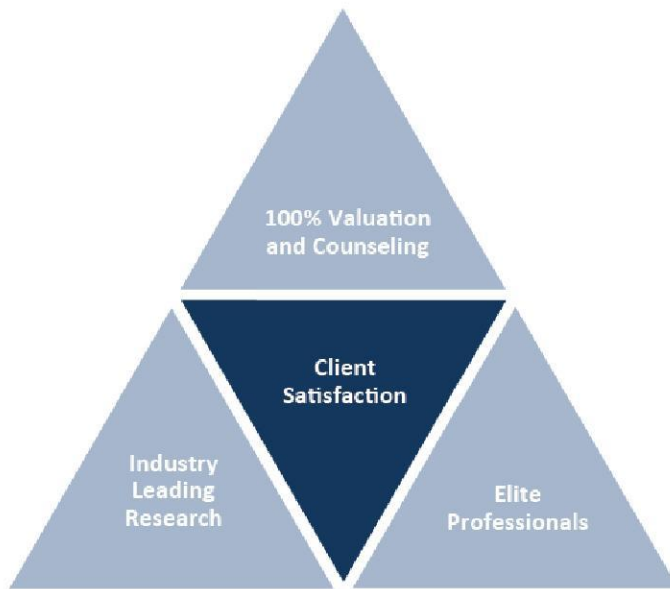 100% Valuation
and Counseling
Client
Satisfaction
Industry
Leading
Research
Elite
Professionals